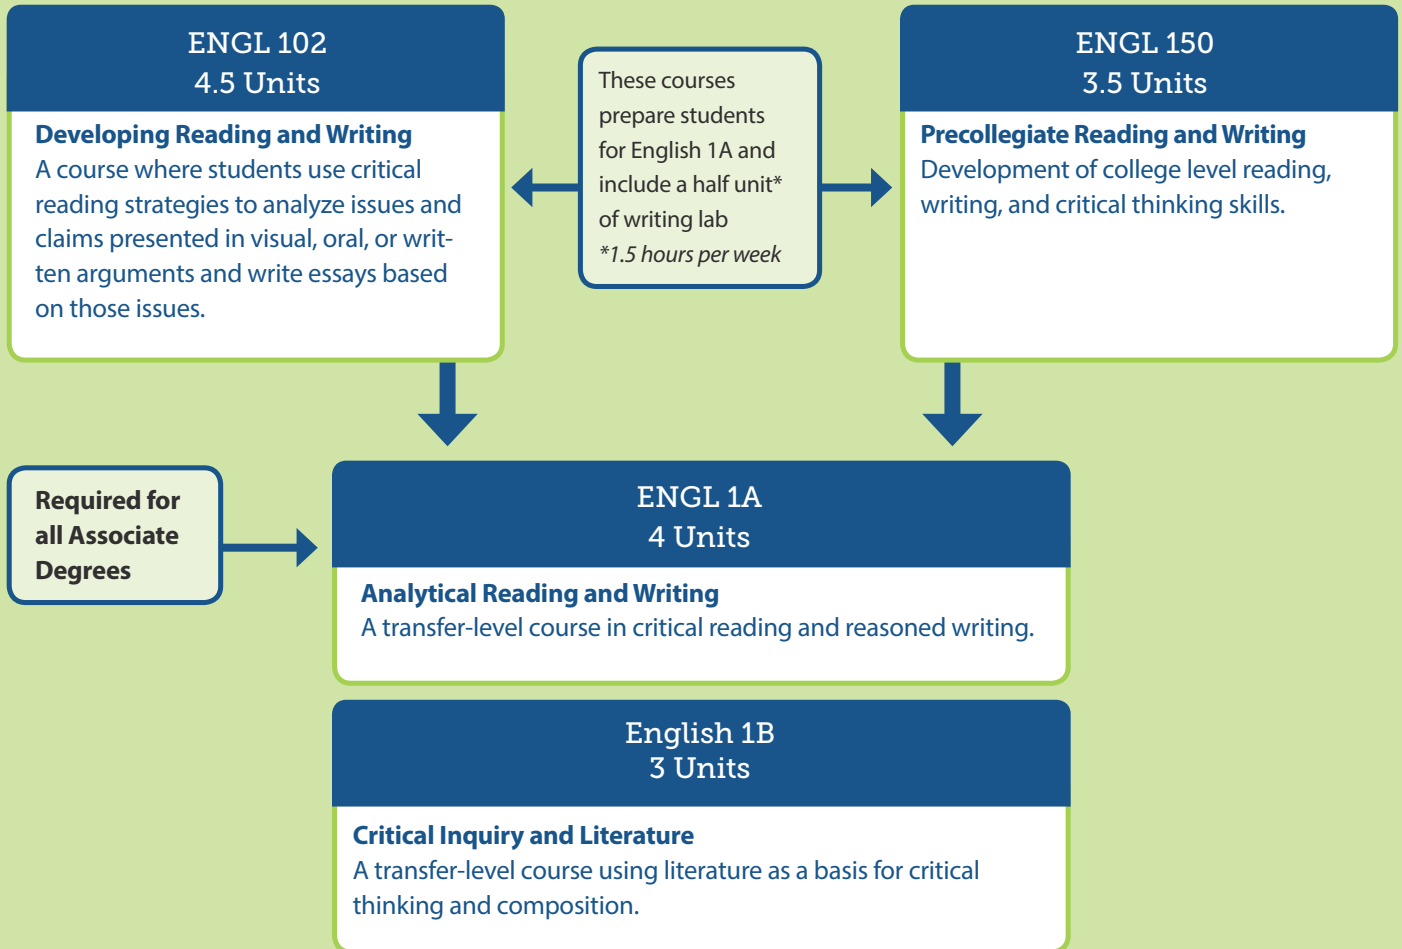 ENGL 102
4.5 Units
Developing Reading and Writing
A course where students use critical
reading strategies to analyze issues and
claims presented in visual, oral, or writ-
ten arguments and write essays based
on those issues.
These courses
prepare students
for English 1A and
include a half unit*
of writing lab
*1.5 hours per week
ENGL 150
3.5 Units
Precollegiate Reading and Writing
Development of college level reading,
writing, and critical thinking skills.
Required for
all Associate
Degrees
ENGL 1A
4 Units
Analytical Reading and Writing
A transfer-level course in critical reading and reasoned writing.
English 1B
3 Units
Critical Inquiry and Literature
A transfer-level course using literature as a basis for critical
thinking and composition.